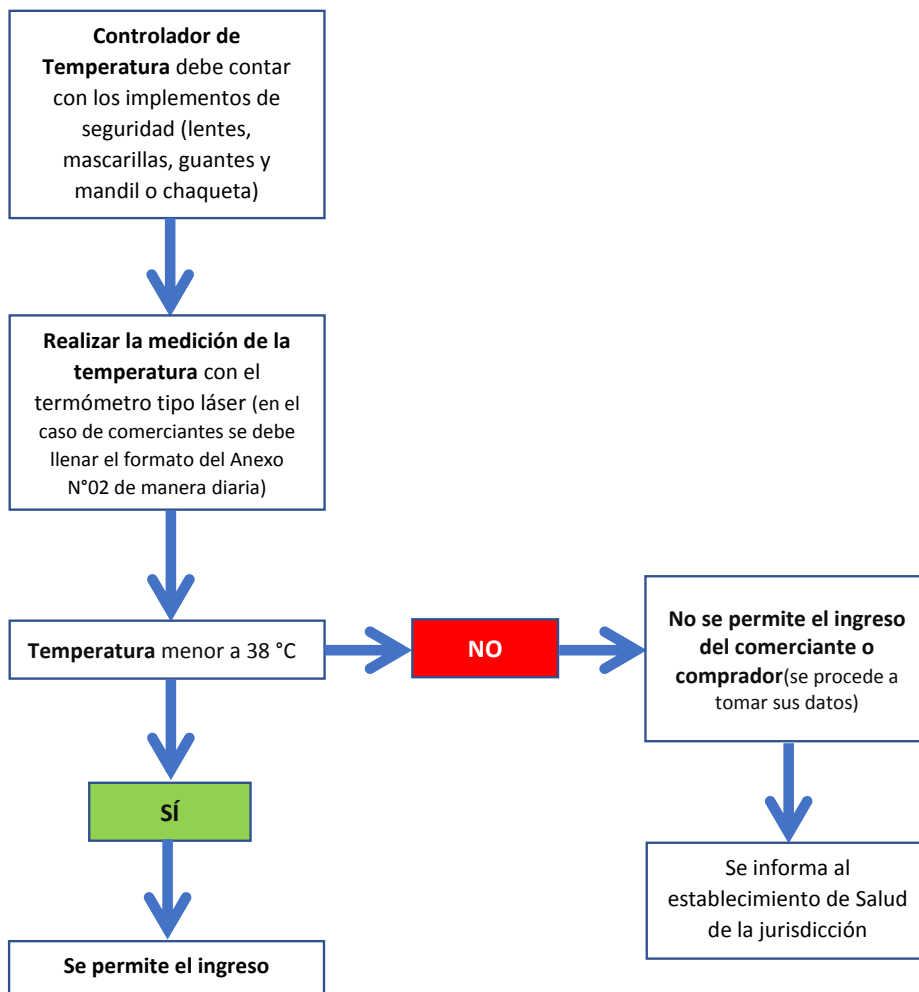 Controlador de
Temperatura debe contar
con los implementos de
seguridad (lentes,
mascarillas, guantes y
mandil o chaqueta)
Realizar la medición de la
temperatura con el
termómetro tipo láser (en el
caso de comerciantes se debe
llenar el formato del Anexo
N°02 de manera diaria)
Temperatura menor a 38 °C
NO
No se permite el ingreso
del comerciante o
comprador(se procede a
tomar sus datos)
SÍ
Se informa al
establecimiento de Salud
de la jurisdicción
Se permite el ingreso